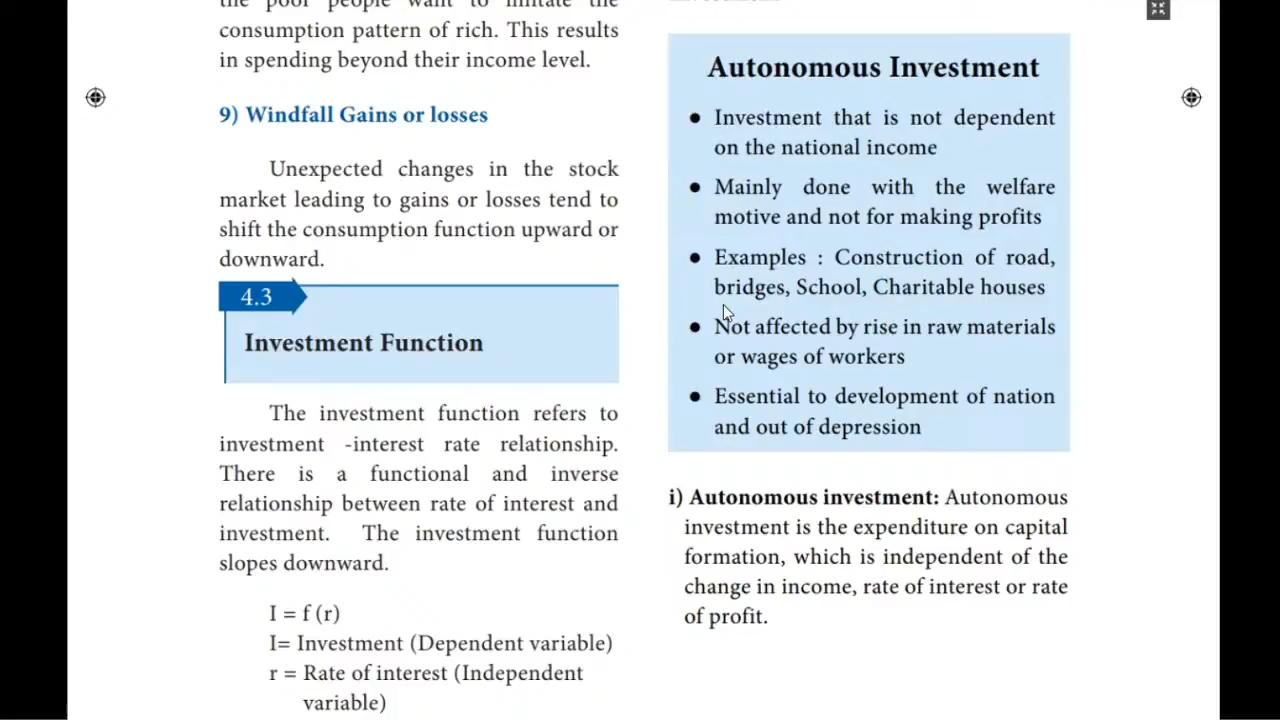 consumption pattern of rich. This results
in spending beyond their income level.
9) Windfall Gains or losses
Unexpected changes in the stock
market leading to gains or losses tend to
shift the consumption function upward or
downward.
4.3
Investment Function
The investment function refers to
investment -interest rate relationship.
There is a functional and inverse
relationship between rate of interest and
investment. The investment function
slopes downward.
I = f (r)
I= Investment (Dependent variable)
r = Rate of interest (Independent
variable)
Autonomous Investment
● Investment that is not dependent
on the national income
● Mainly done with the welfare
motive and not for making profits
● Examples : Construction of road,
bridges, School, Charitable houses
● Not affected by rise in raw materials
or wages of workers
● Essential to development of nation
and out of depression
i) Autonomous investment: Autonomous
investment is the expenditure on capital
formation, which is independent of the
change in income, rate of interest or rate
of profit.